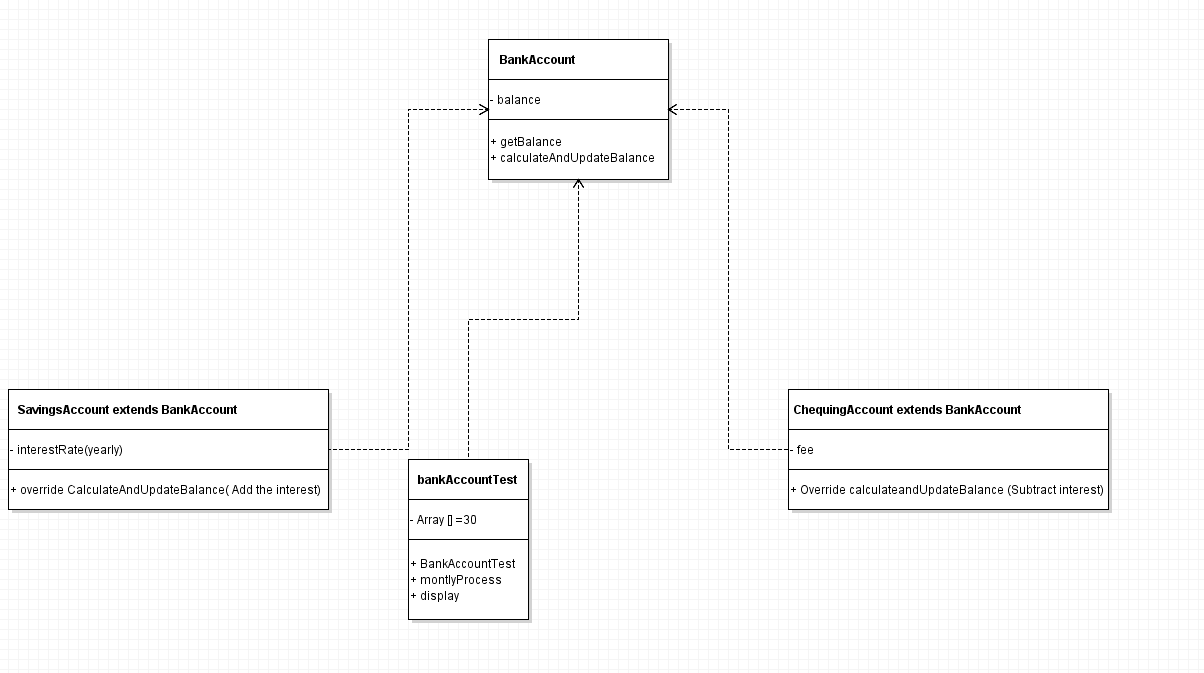 BankAccount
- balance
+ getBalance
+ calculateAndUpdateBalance
SavingsAccount extends BankAccount
- interestRate(yearly)
+ override CalculateAndUpdateBalance( Add the interest)
bankAccountTest
- Array [] =30
+ BankAccountTest
+ montlyProcess
+ display
ChequingAccount extends BankAccount
- fee
+ Override calculateandUpdateBalance (Subtract interest)